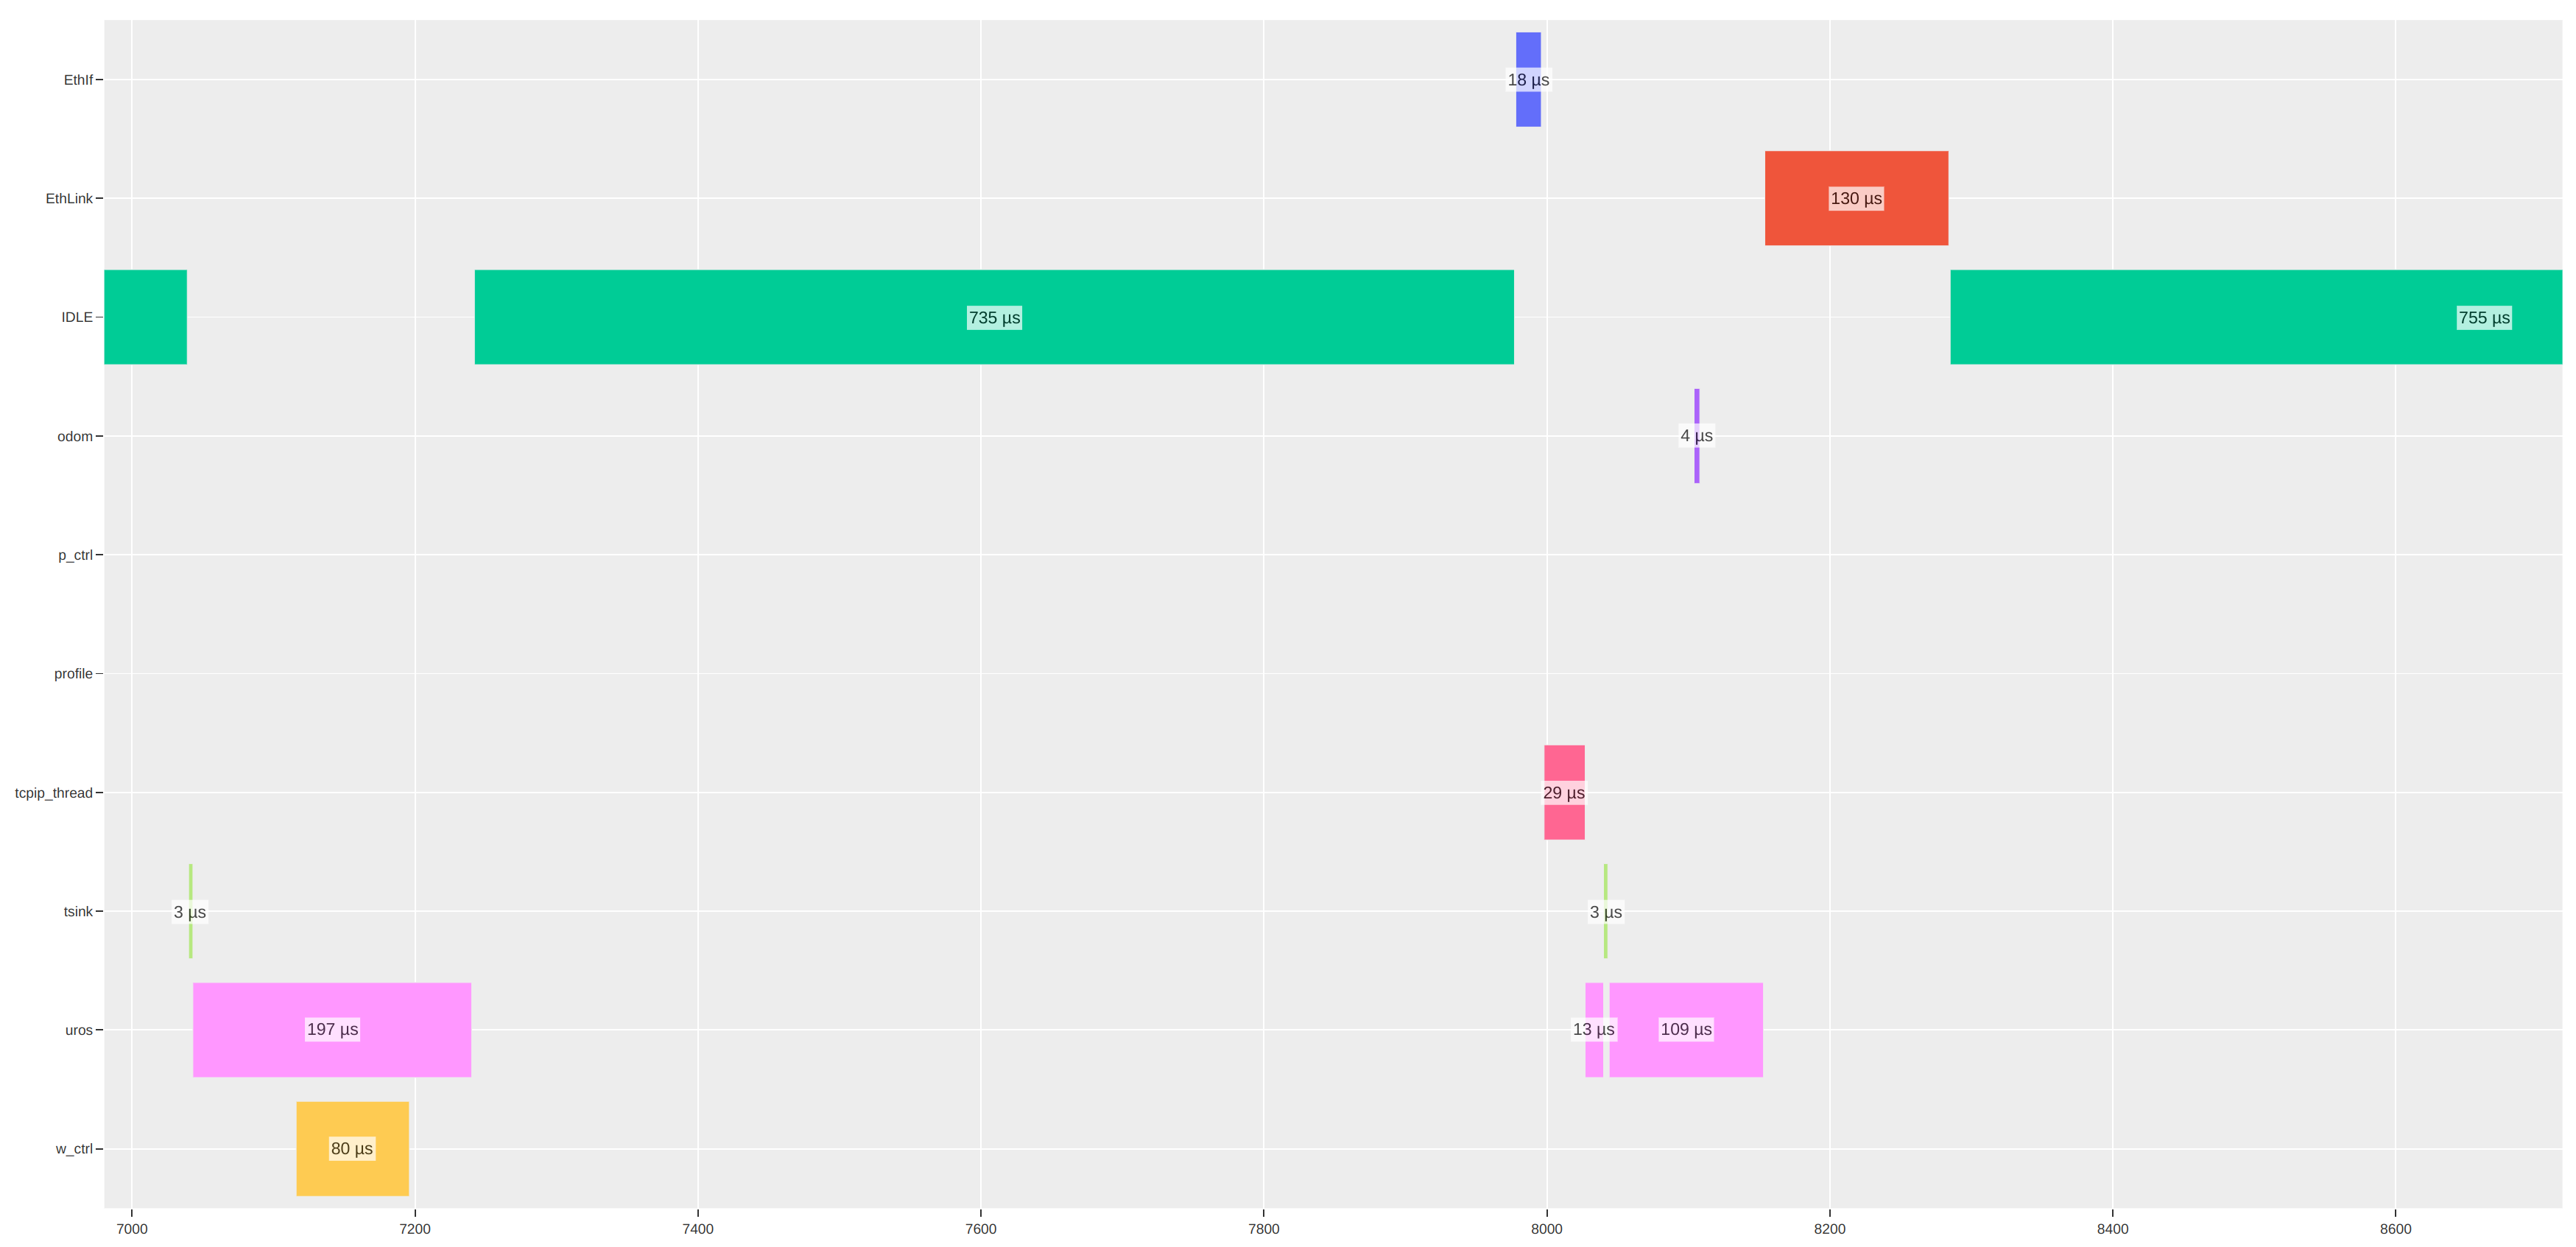 EthIf
18 µs
EthLink
130 µs
IDLE
735 µs
755 µs
odom
4 µs
p_ctrl
profile
tcpip_thread
29 µs
tsink
3 µs
3 µs
uros
197 µs
13 µs
109 µs
w_ctrl
80 µs
7000 7200 7400 7600 7800 8000 8200 8400 8600